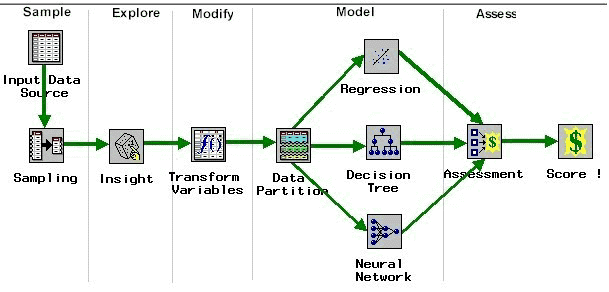 Sample
Explore
Modify
Model
Assess
Input Data
Source
Sampling
Insight
Transform
Variables
Data
Partition
Regression
Decision
Tree
Neural
Network
Assessment
Score !